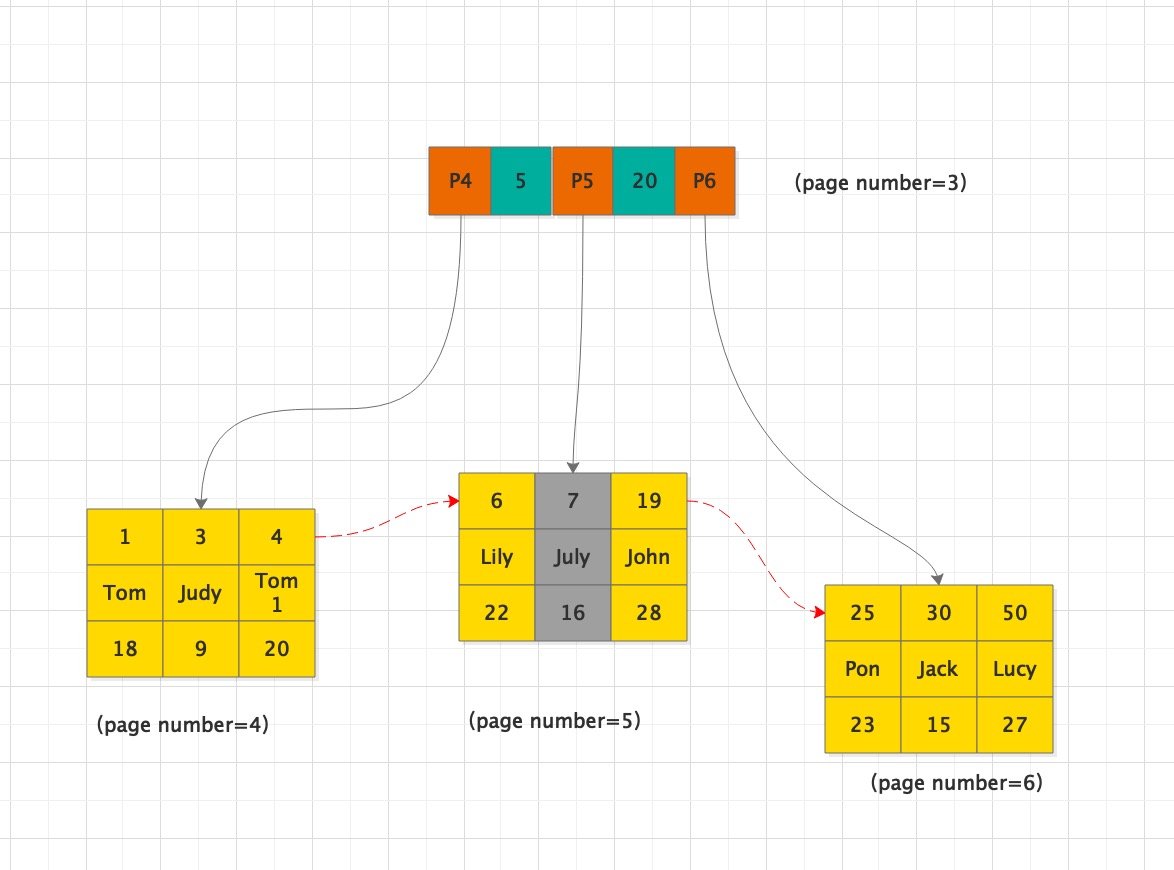 P4 5 P5 20 P6
(page number=3)
1 3 4
Tom Judy Tom 1
18 9 20
(page number=4)
6 7 19
Lily July John
22 16 28
(page number=5)
25 30 50
Pon Jack Lucy
23 15 27
(page number=6)